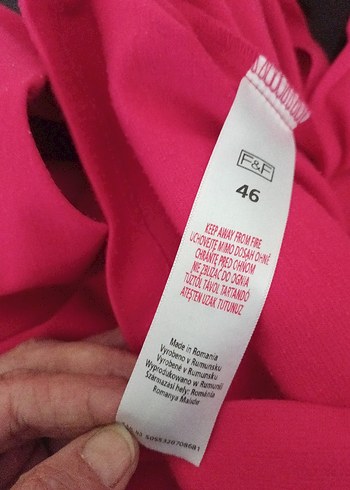 F&F
46
KEEP AWAY FROM FIRE
UCHOVEJTE MIMO DOSAH OHNĚ
CHRÁŇTE PRED OHŇOM
NIE ZBLIŻAĆ DO OGNIA
TŰZTŐL TÁVOL TARTANDÓ
ATEŞTEN UZAK TUTUNUZ
Made in Romania
Vyrobeno v Rumunsku
Vyrobené v Rumunsku
Wyprodukowano w Rumunii
Származási hely: Románia
Romanya Malıdır
5055320708681